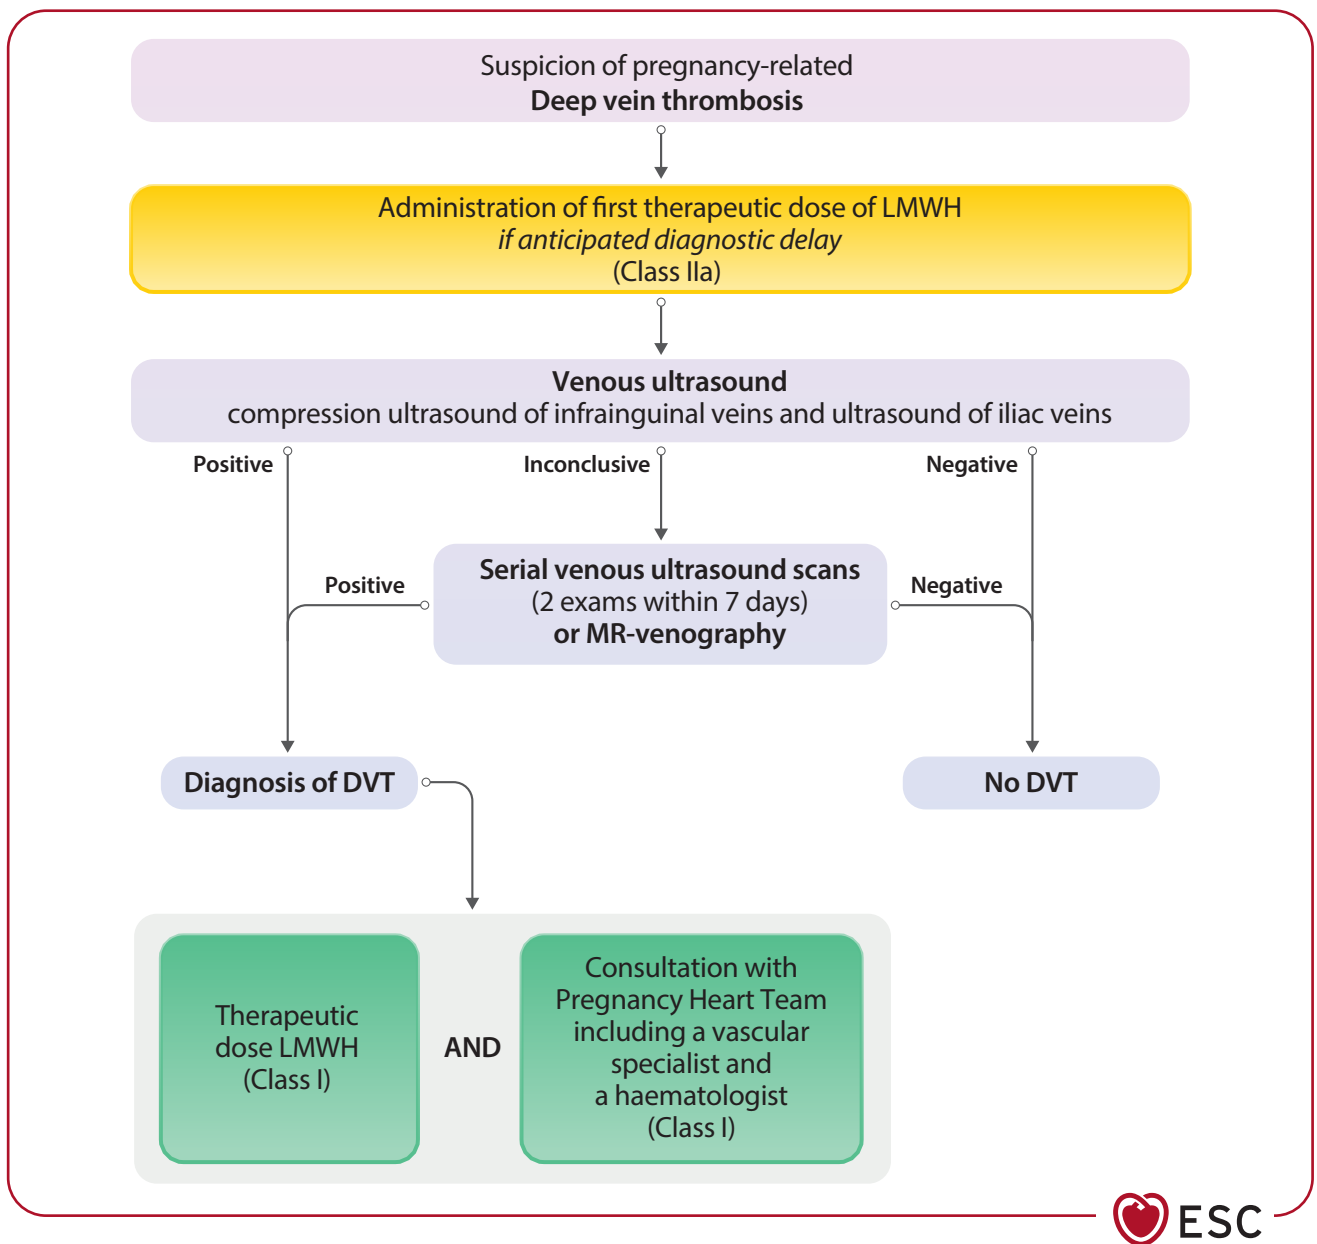 Suspicion of pregnancy-related
Deep vein thrombosis
Administration of first therapeutic dose of LMWH
if anticipated diagnostic delay
(Class IIa)
Venous ultrasound
compression ultrasound of infrainguinal veins and ultrasound of iliac veins
Positive
Inconclusive
Negative
Serial venous ultrasound scans
(2 exams within 7 days)
or MR-venography
Positive
Negative
Diagnosis of DVT
No DVT
Therapeutic
dose LMWH
(Class I)
AND
Consultation with
Pregnancy Heart Team
including a vascular
specialist and
a haematologist
(Class I)
ESC